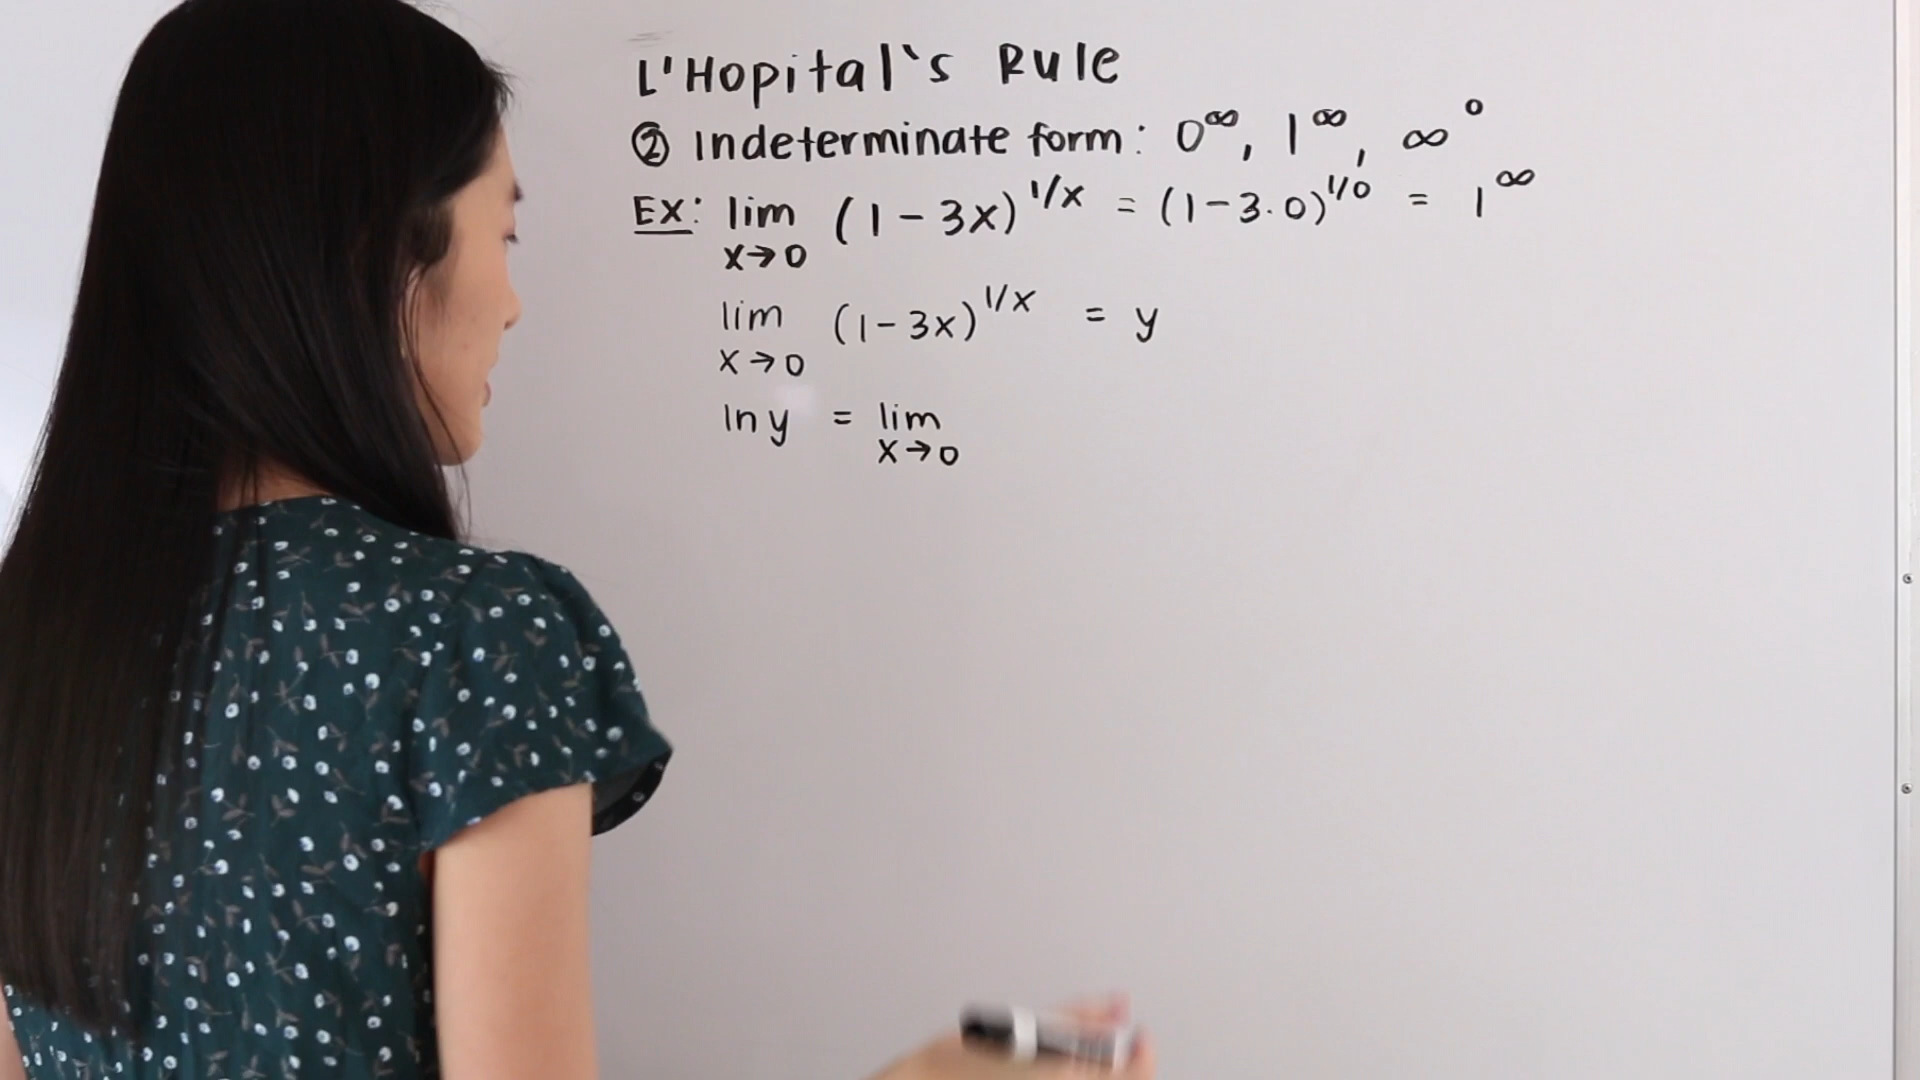 L'Hopital's Rule
② Indeterminate form: 0^∞, 1^∞, ∞^0
EX: lim x→0 (1-3x)^1/x = (1-3·0)^1/0 = 1^∞
lim x→0 (1-3x)^1/x = y
ln y = lim x→0